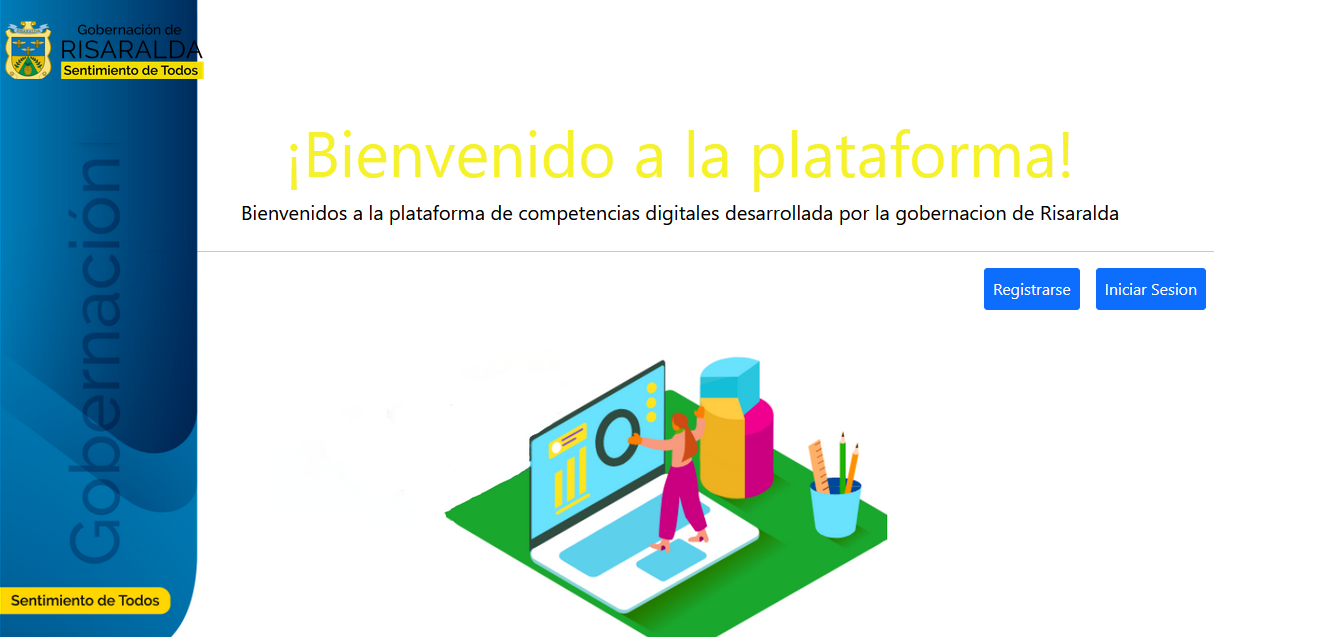 Gobernación de
RISARALDA
Sentimiento de Todos
Gobernación
Sentimiento de Todos
¡Bienvenido a la plataforma!
Bienvenidos a la plataforma de competencias digitales desarrollada por la gobernacion de Risaralda
Registrarse
Iniciar Sesion